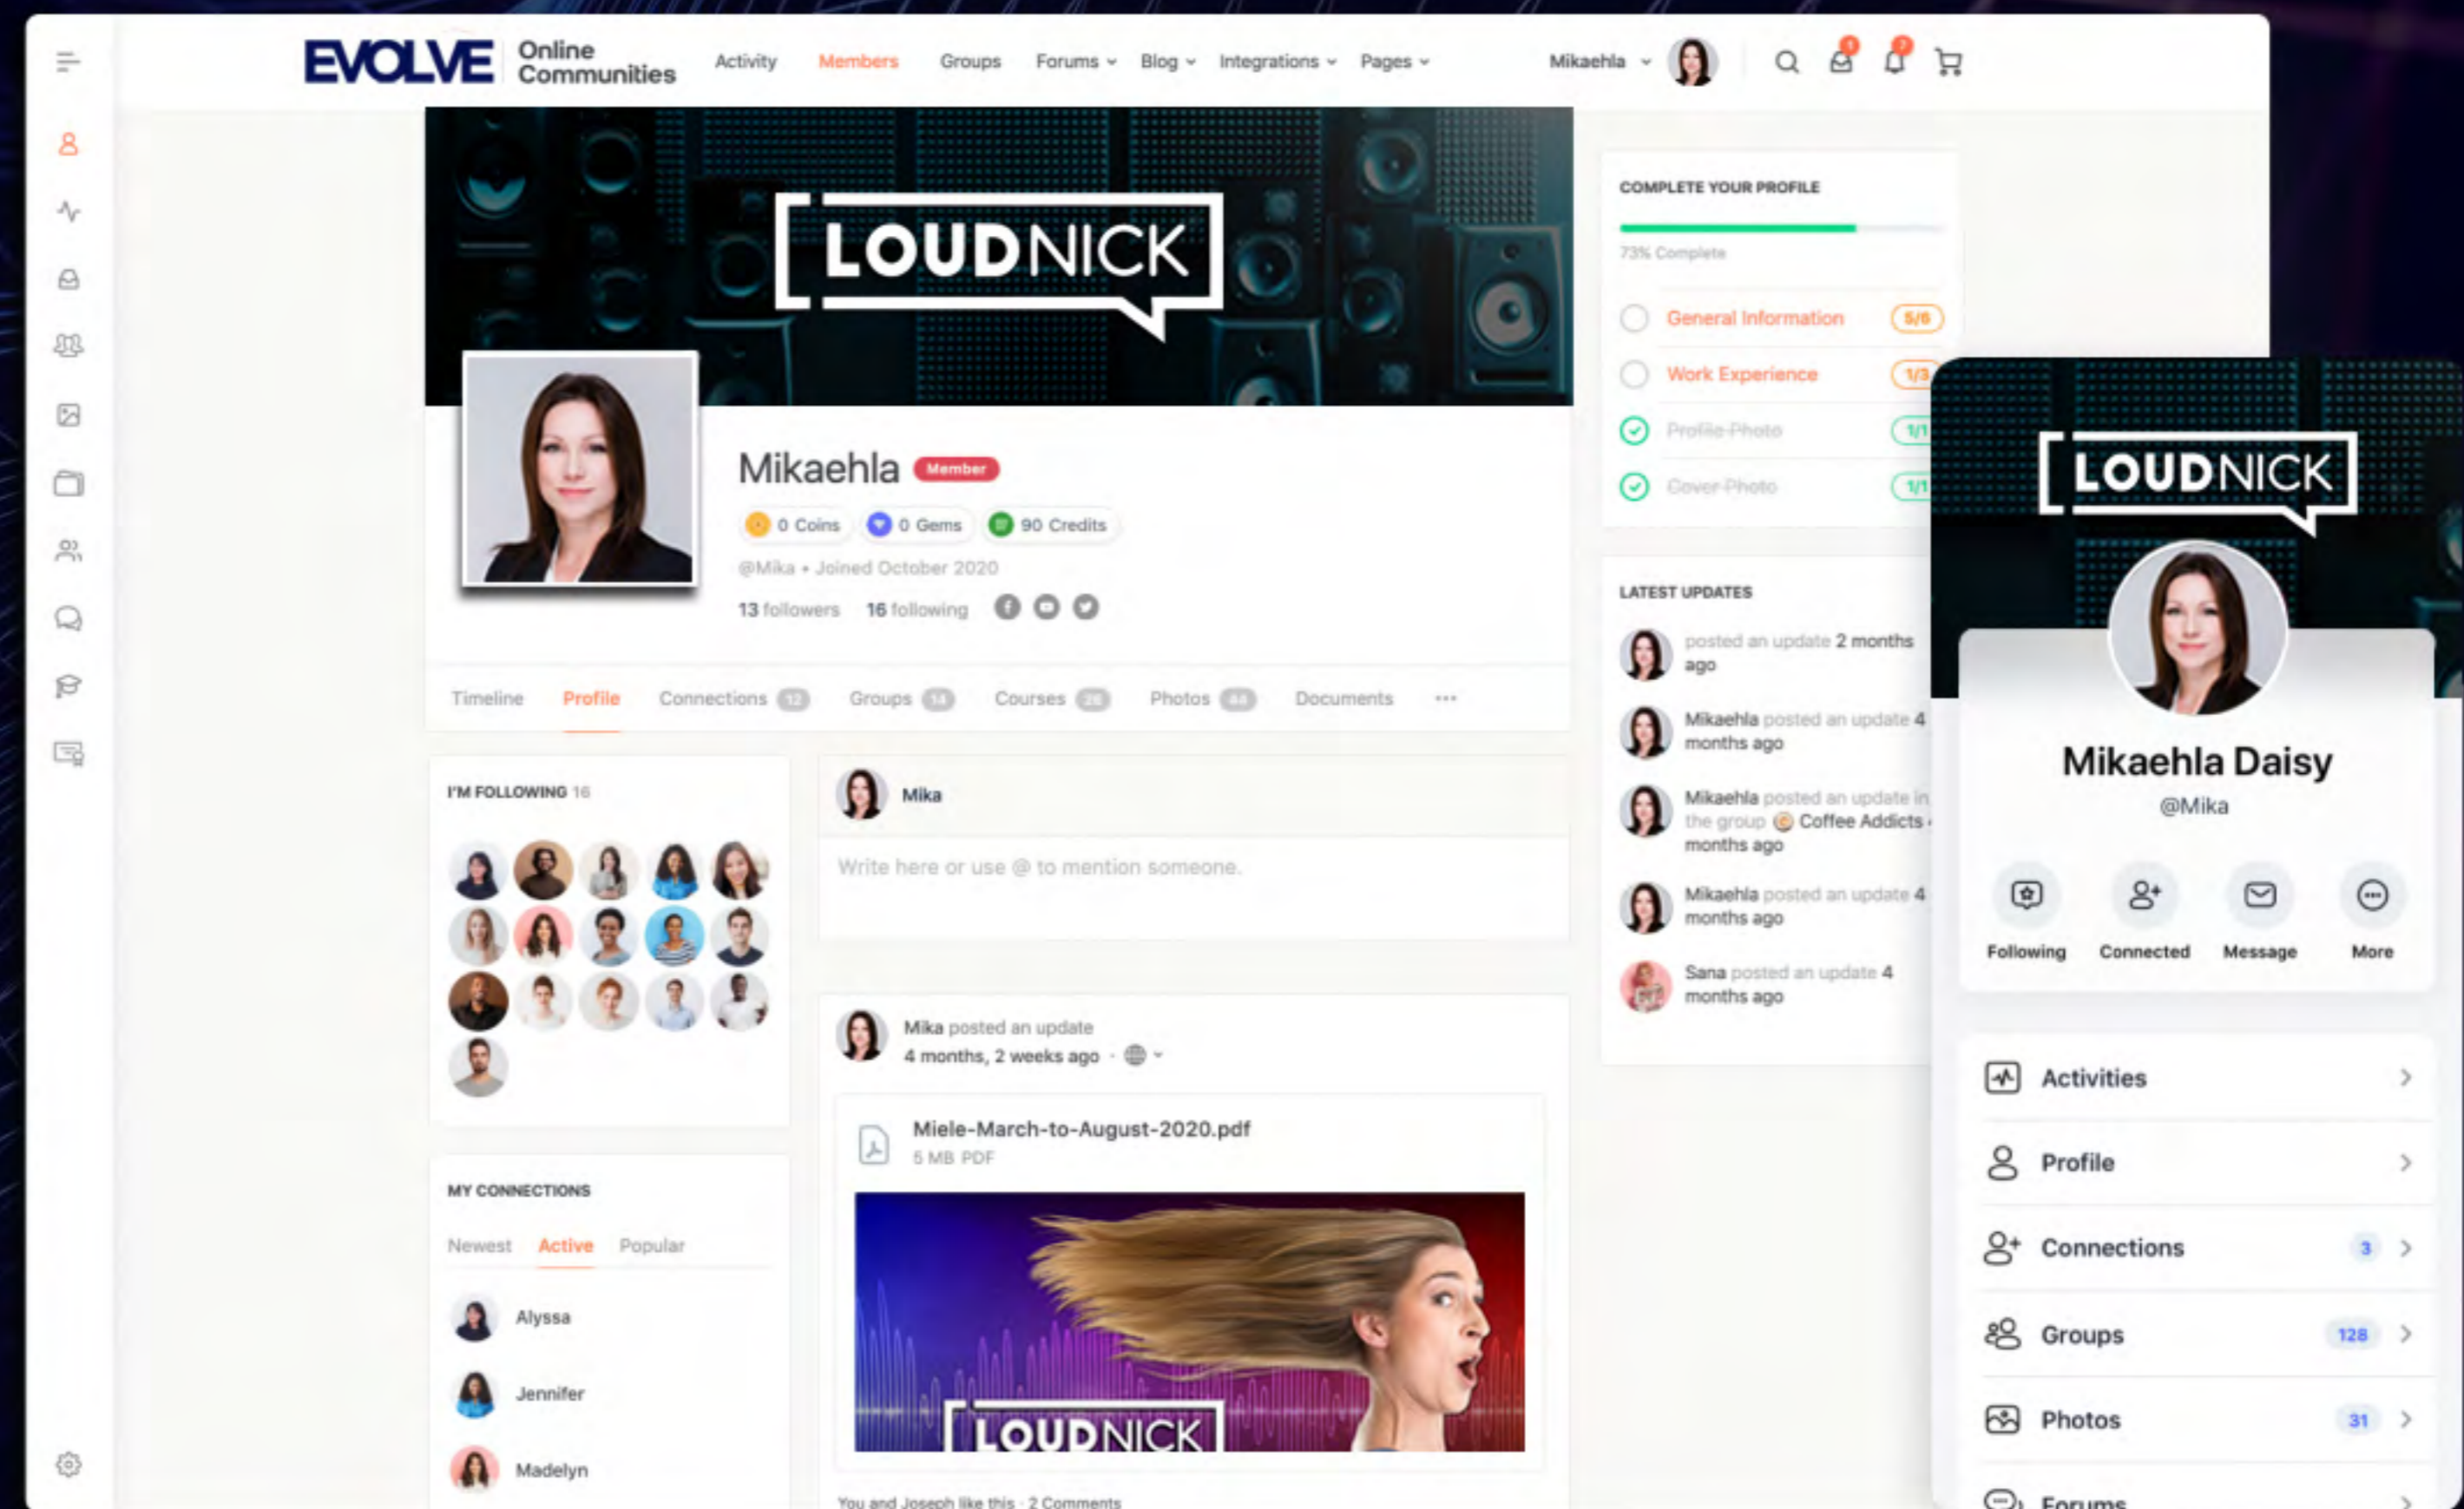 EVOLVE
Online
Communities
Activity
Members
Groups
Forums
Blog
Integrations
Pages
Mikaehla
LOUDNICK
Mikaehla
Member
0 Coins
0 Gems
90 Credits
@Mika • Joined October 2020
13 followers
16 following
Timeline
Profile
Connections 12
Groups 14
Courses
Photos
Documents
I'M FOLLOWING 16
MY CONNECTIONS
Newest
Active
Popular
Alyssa
Jennifer
Madelyn
Mika
Write here or use @ to mention someone.
Mika posted an update
4 months, 2 weeks ago
Miele-March-to-August-2020.pdf
5 MB PDF
LOUDNICK
You and Joseph like this · 2 Comments
COMPLETE YOUR PROFILE
73% Complete
General Information 5/6
Work Experience 1/3
Profile Photo 1/1
Cover Photo 1/1
LATEST UPDATES
posted an update 2 months
ago
Mikaehla posted an update 4
months ago
Mikaehla posted an update in
the group Coffee Addicts
months ago
Mikaehla posted an update 4
months ago
Sana posted an update 4
months ago
LOUDNICK
Mikaehla Daisy
@Mika
Following
Connected
Message
More
Activities
Profile
Connections 3
Groups 128
Photos 31
Forums